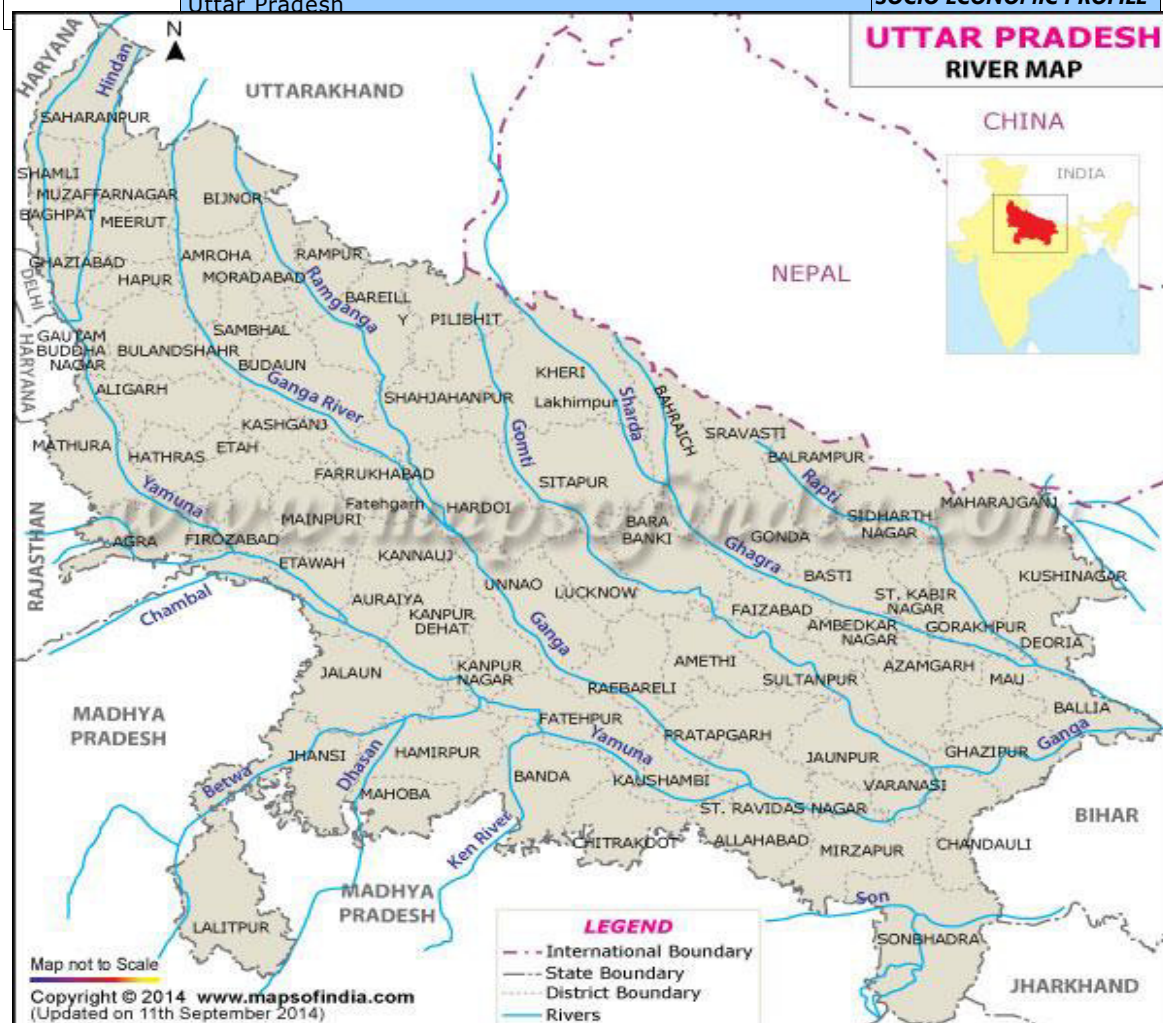 Uttar Pradesh
SOCIO ECONOMIC PROFILE
UTTAR PRADESH
RIVER MAP
N
HARYANA
Hindan
UTTARAKHAND
CHINA
INDIA
SAHARANPUR
SHAMLI
MUZAFFARNAGAR
BIJNOR
BAGHPAT
MEERUT
GHAZIABAD
AMROHA
RAMPUR
DELHI
HAPUR
MORADABAD
Ramganga
NEPAL
BAREILL
Y
PILIBHIT
HARYANA
GAUTAM
BUDDHA
NAGAR
BULANDSHAHR
SAMBHAL
BUDAUN
KHERI
ALIGARH
Ganga River
SHAHJAHANPUR
Lakhimpur
Sharda
BAHRAICH
KASHGANJ
Gomti
SRAVASTI
MATHURA
HATHRAS
ETAH
BALRAMPUR
FARRUKHABAD
SITAPUR
Rapti
Yamuna
Fatehgarh
HARDOI
MAHARAJGANJ
www.mapsofindia.com
RAJASTHAN
MAINPURI
BARA
BANKI
SIDHARTH
NAGAR
AGRA
FIROZABAD
GONDA
ETAWAH
KANNAUJ
Ghagra
BASTI
KUSHINAGAR
Chambal
UNNAO
LUCKNOW
ST. KABIR
NAGAR
AURAIYA
KANPUR
DEHAT
Ganga
FAIZABAD
AMBEDKAR
NAGAR
GORAKHPUR
DEORIA
JALAUN
KANPUR
NAGAR
AMETHI
SULTANPUR
AZAMGARH
MAU
RAEBARELI
MADHYA
PRADESH
FATEHPUR
BALLIA
Yamuna
PRATAPGARH
Ganga
JHANSI
Dhasan
HAMIRPUR
JAUNPUR
GHAZIPUR
Betwa
BANDA
KAUSHAMBI
VARANASI
MAHOBA
ST. RAVIDAS NAGAR
BIHAR
Ken River
CHITRAKOOT
ALLAHABAD
MIRZAPUR
CHANDAULI
MADHYA
PRADESH
Son
LALITPUR
SONBHADRA
JHARKHAND
LEGEND
International Boundary
State Boundary
District Boundary
Rivers
Map not to Scale
Copyright © 2014 www.mapsofindia.com
(Updated on 11th September 2014)